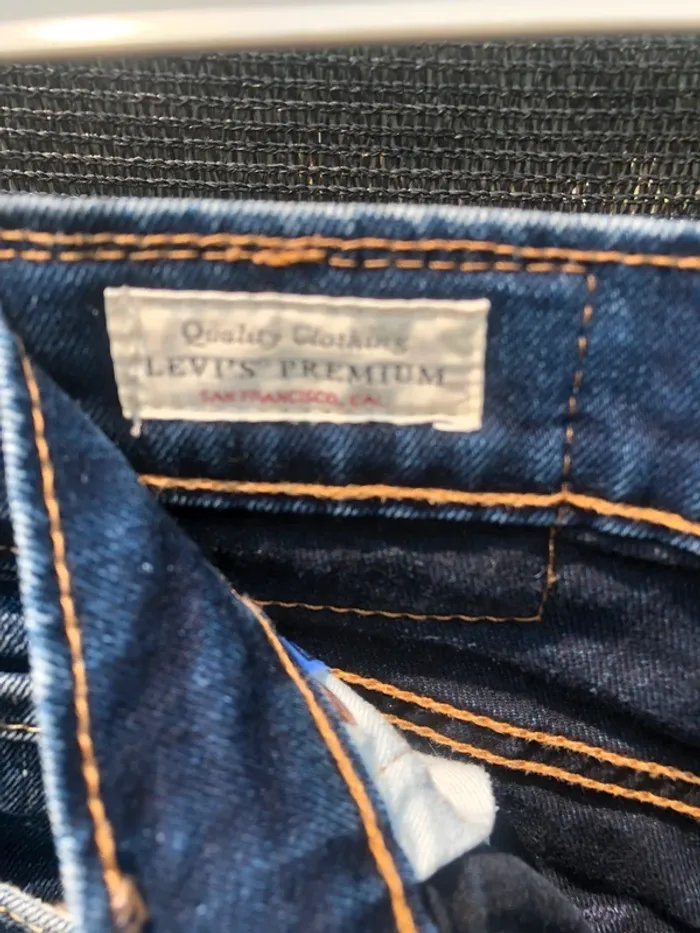 Quality Clothing
LEVI'S PREMIUM
SAN FRANCISCO, CAL